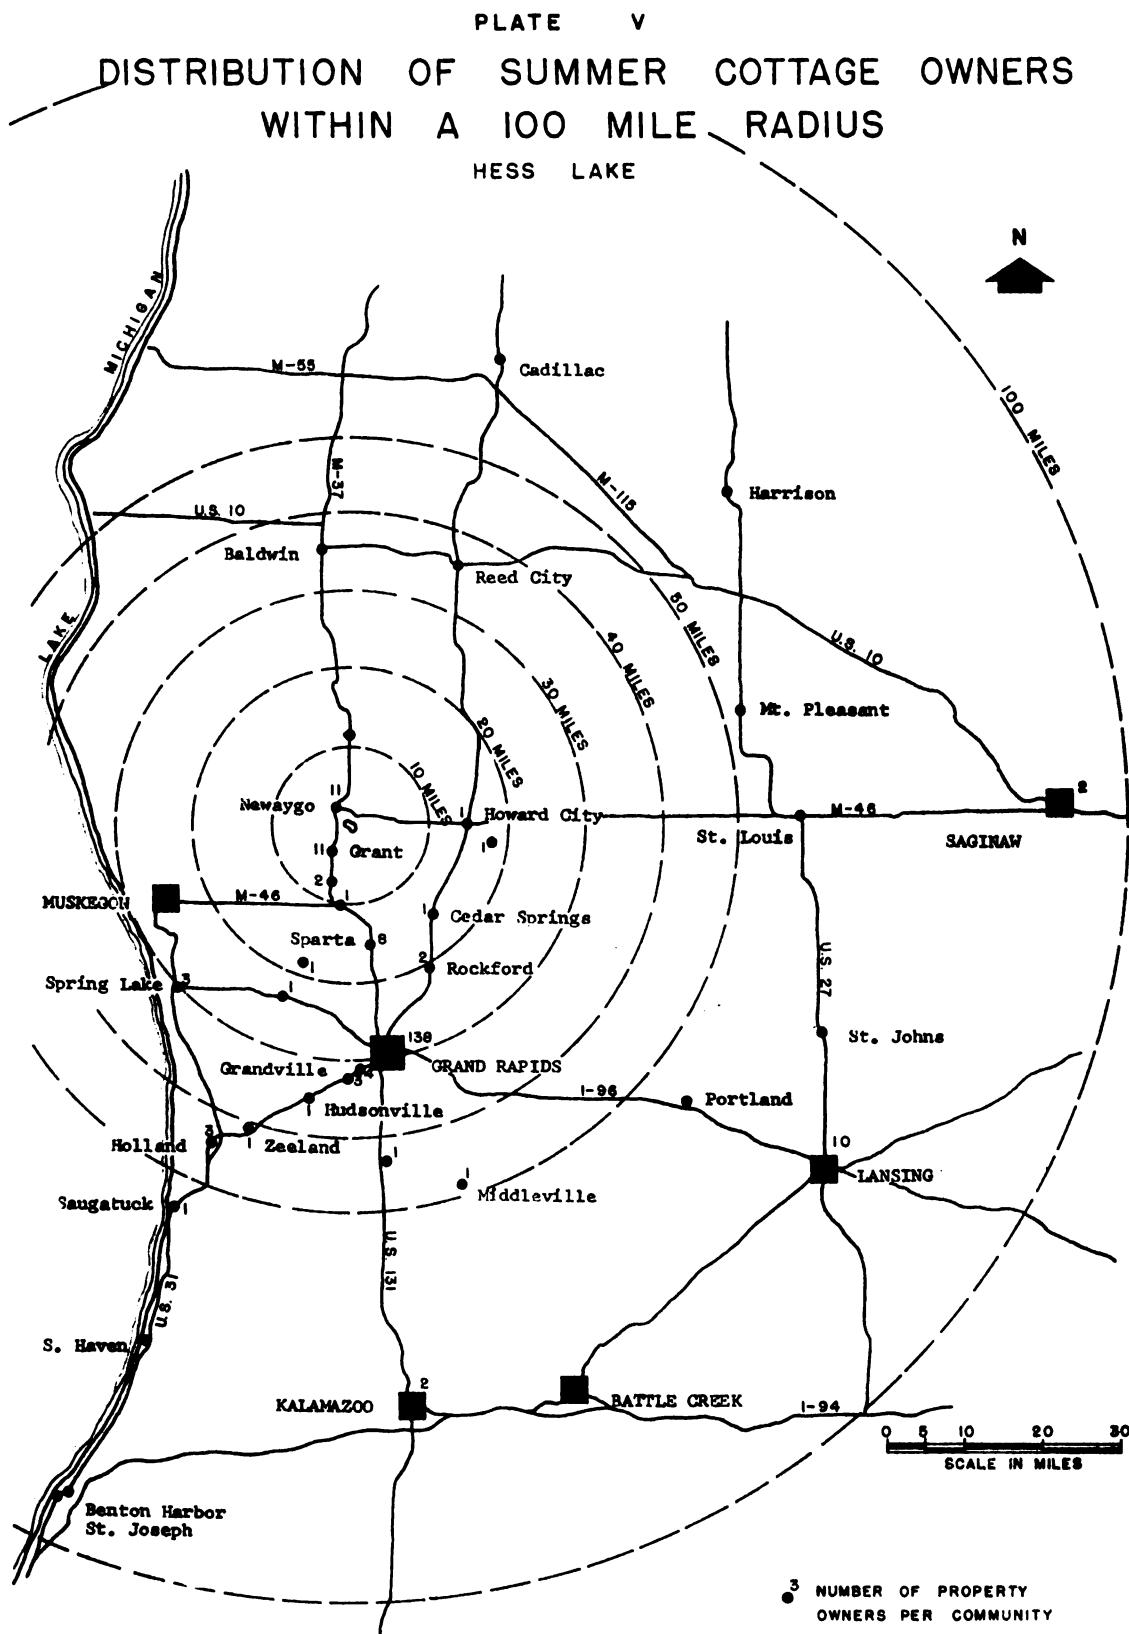 PLATE V
DISTRIBUTION OF SUMMER COTTAGE OWNERS
WITHIN A 100 MILE RADIUS
HESS LAKE
N
LAKE MICHIGAN
M-55
Cadillac
100 MILES
M-37
M-115
Harrison
U.S. 10
Baldwin
Reed City
50 MILES
40 MILES
U.S. 10
30 MILES
Mt. Pleasant
20 MILES
10 MILES
11
Newaygo
1
Howard City
2
M-46
St. Louis
SAGINAW
1
11
Grant
2
MUSKEGON
M-46
1
1
Cedar Springs
Sparta
8
1
2
Rockford
U.S. 27
Spring Lake
3
1
138
St. Johns
Grandville
4
3
GRAND RAPIDS
I-96
Portland
1
Hudsonville
Holland
3
1
Zeeland
1
10
LANSING
1
Middleville
Saugatuck
1
U.S. 131
U.S. 31
S. Haven
2
KALAMAZOO
BATTLE CREEK
I-94
0 5 10 20 30
SCALE IN MILES
Benton Harbor
St. Joseph
3
NUMBER OF PROPERTY
OWNERS PER COMMUNITY